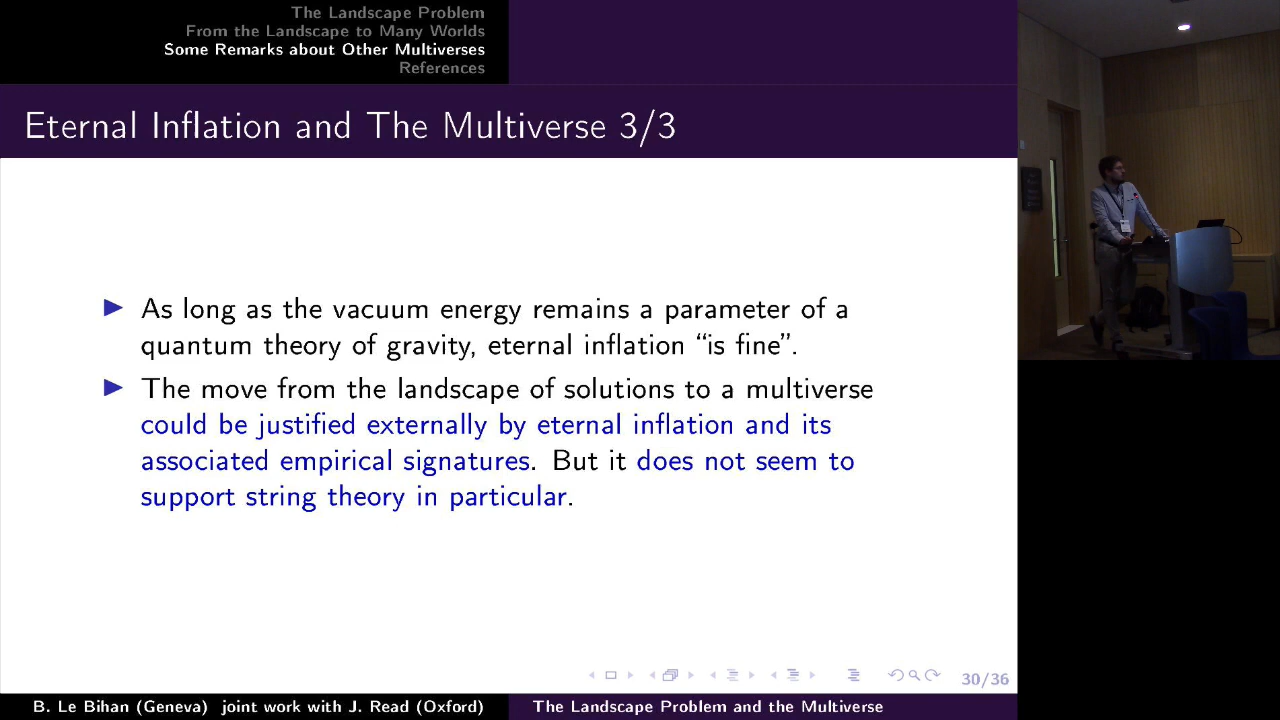 The Landscape Problem
From the Landscape to Many Worlds
Some Remarks about Other Multiverses
References
Eternal Inflation and The Multiverse 3/3
As long as the vacuum energy remains a parameter of a
quantum theory of gravity, eternal inflation “is fine”.
The move from the landscape of solutions to a multiverse
could be justified externally by eternal inflation and its
associated empirical signatures. But it does not seem to
support string theory in particular.
30/36
B. Le Bihan (Geneva) joint work with J. Read (Oxford)
The Landscape Problem and the Multiverse